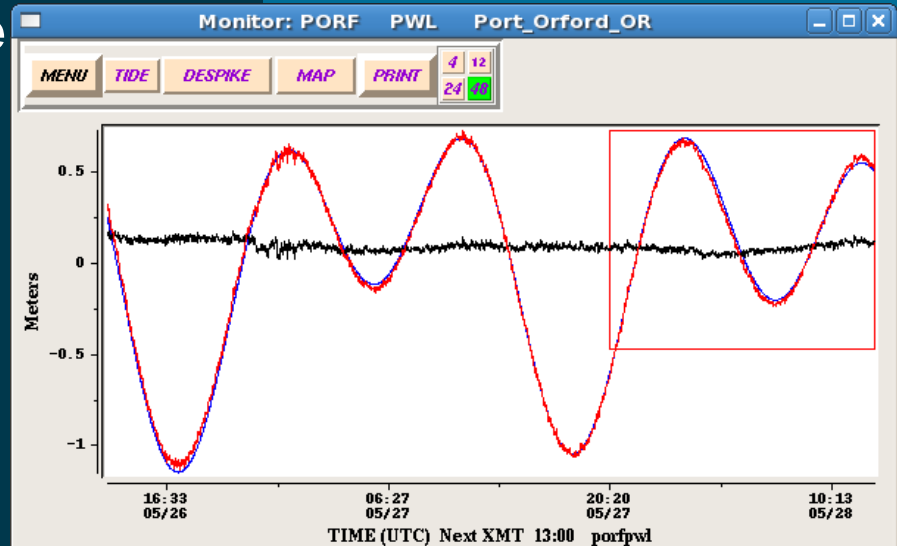 e
Monitor: PORF PWL Port_Orford_OR
MENU TIDE DESPIKE MAP PRINT 4 12
24 48
0.5
0
-0.5
-1
Meters
16:33 06:27 20:20 10:13
05/26 05/27 05/27 05/28
TIME (UTC) Next XMT 13:00 porfpwl